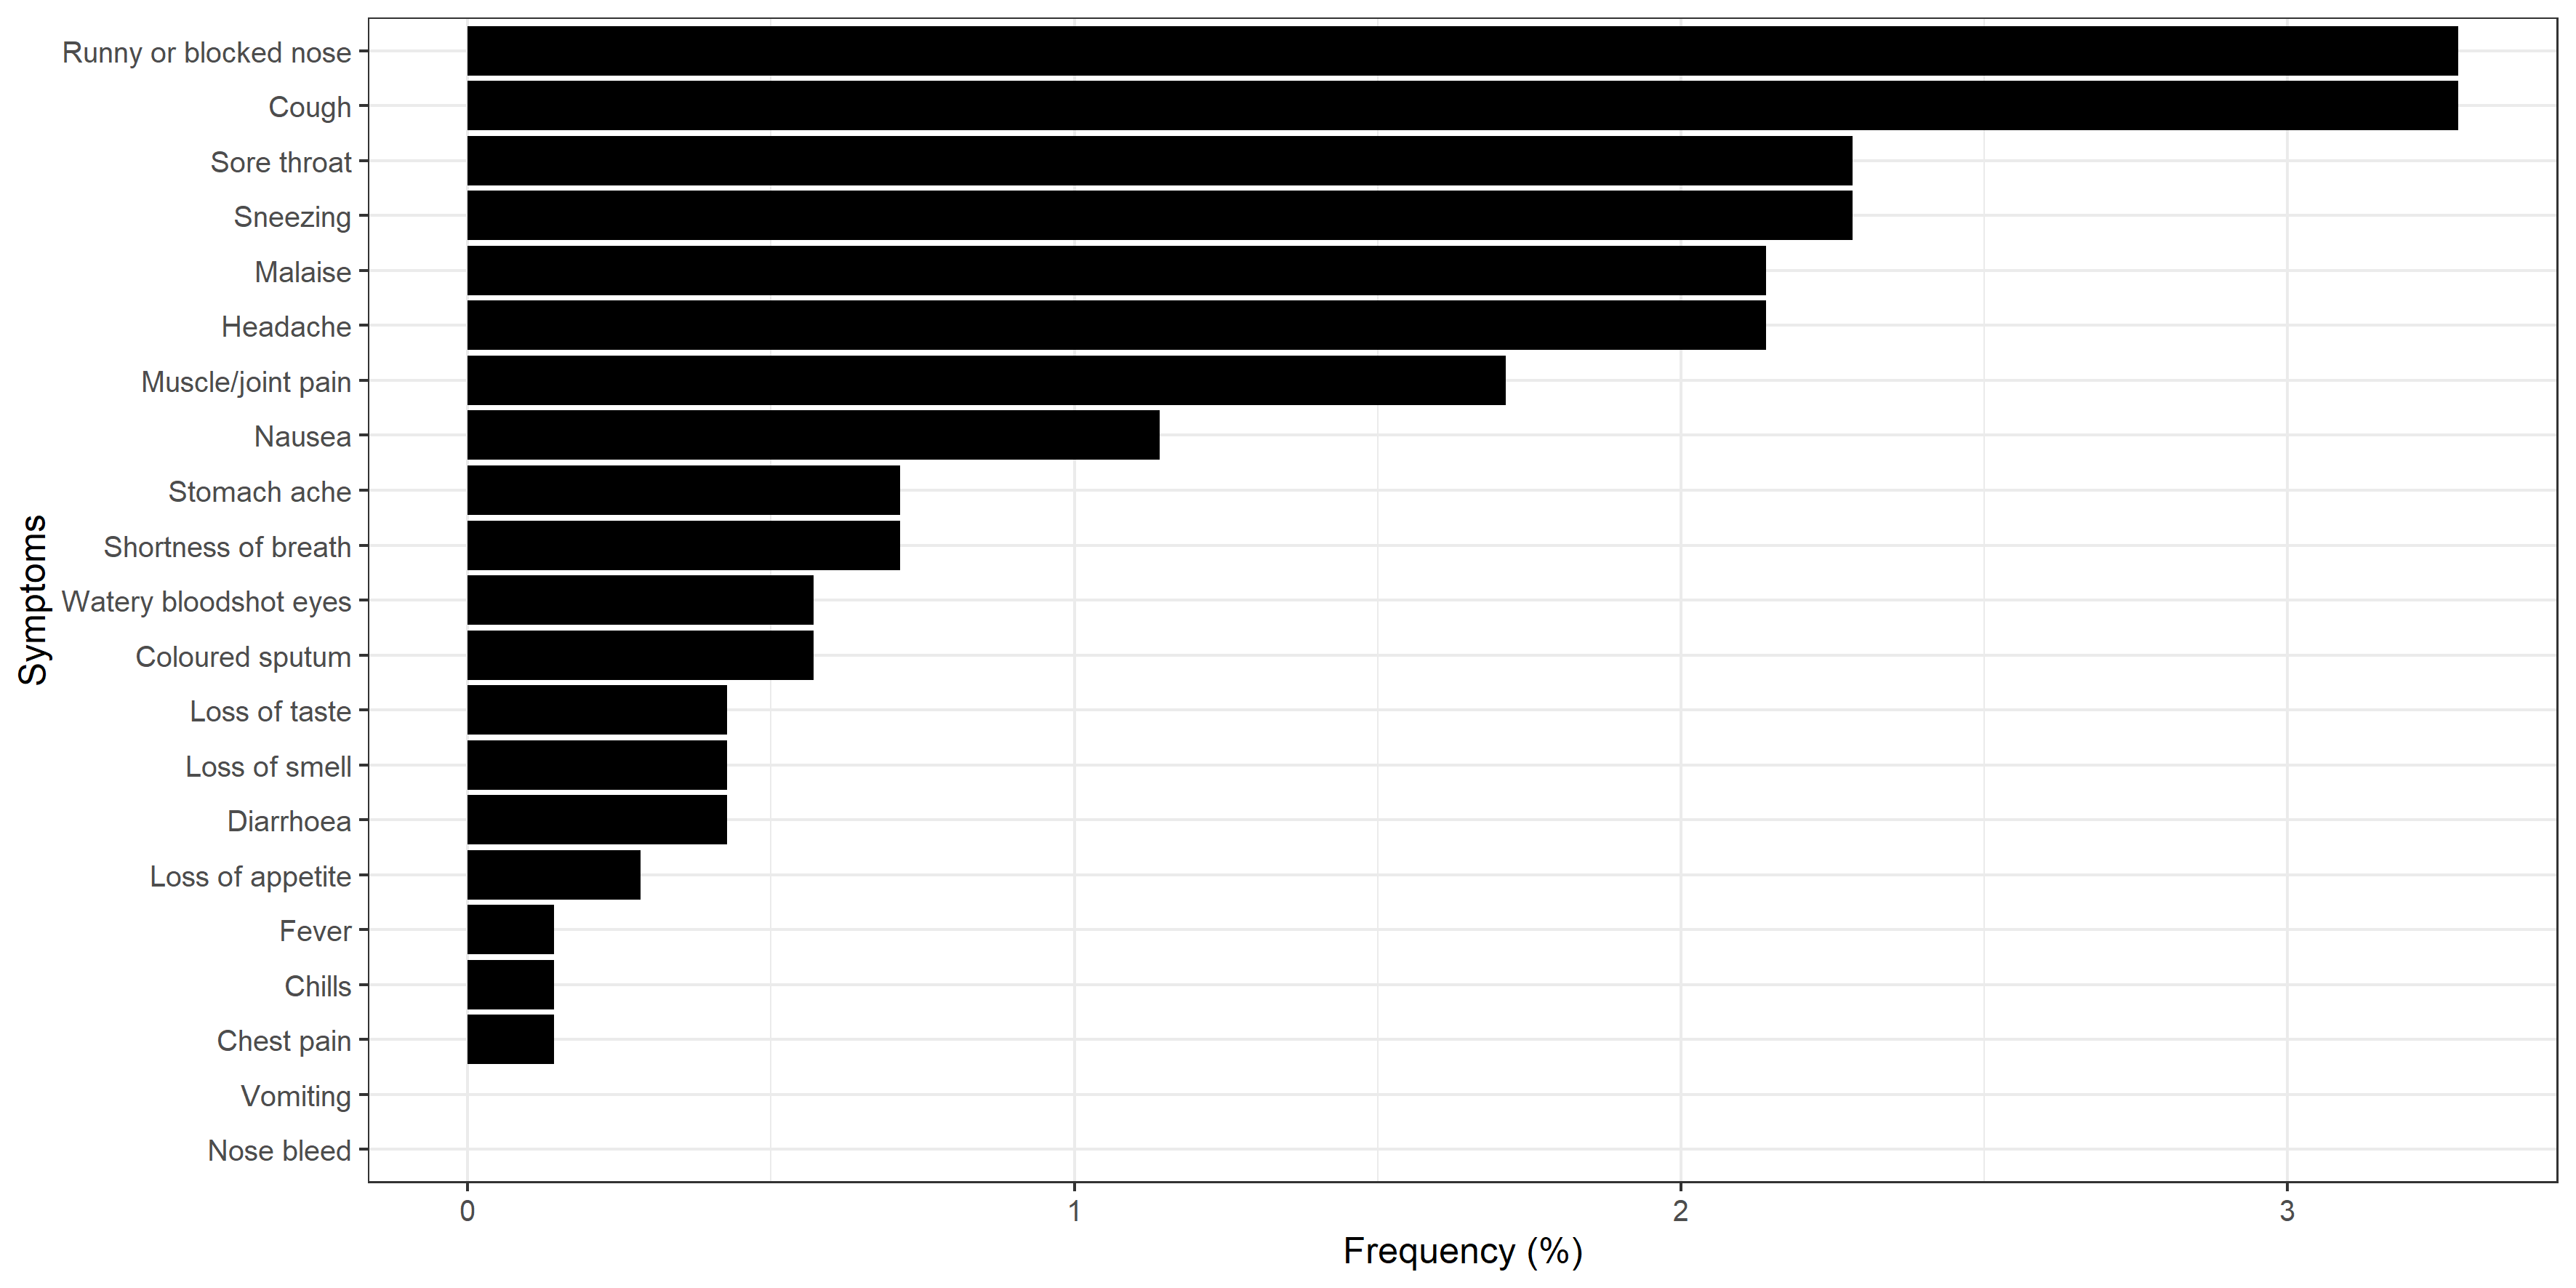 Runny or blocked nose
Cough
Sore throat
Sneezing
Malaise
Headache
Muscle/joint pain
Nausea
Stomach ache
Shortness of breath
Watery bloodshot eyes
Coloured sputum
Loss of taste
Loss of smell
Diarrhoea
Loss of appetite
Fever
Chills
Chest pain
Vomiting
Nose bleed
Symptoms
0 1 2 3
Frequency (%)